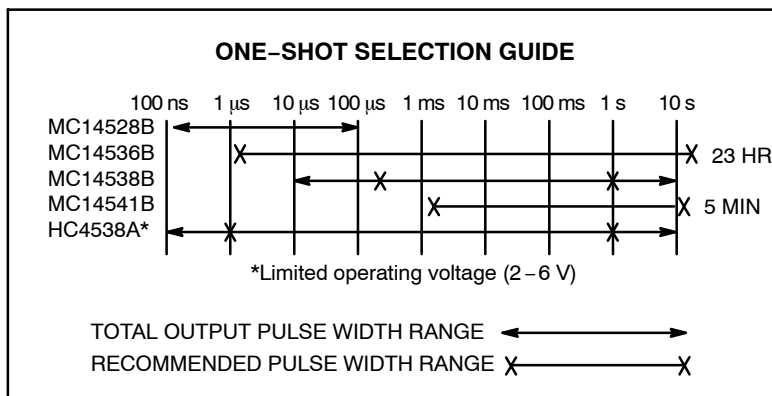 ONE−SHOT SELECTION GUIDE
100 ns 1 μs 10 μs 100 μs 1 ms 10 ms 100 ms 1 s 10 s
MC14528B
MC14536B 23 HR
MC14538B
MC14541B 5 MIN
HC4538A*
*Limited operating voltage (2−6 V)
TOTAL OUTPUT PULSE WIDTH RANGE
RECOMMENDED PULSE WIDTH RANGE